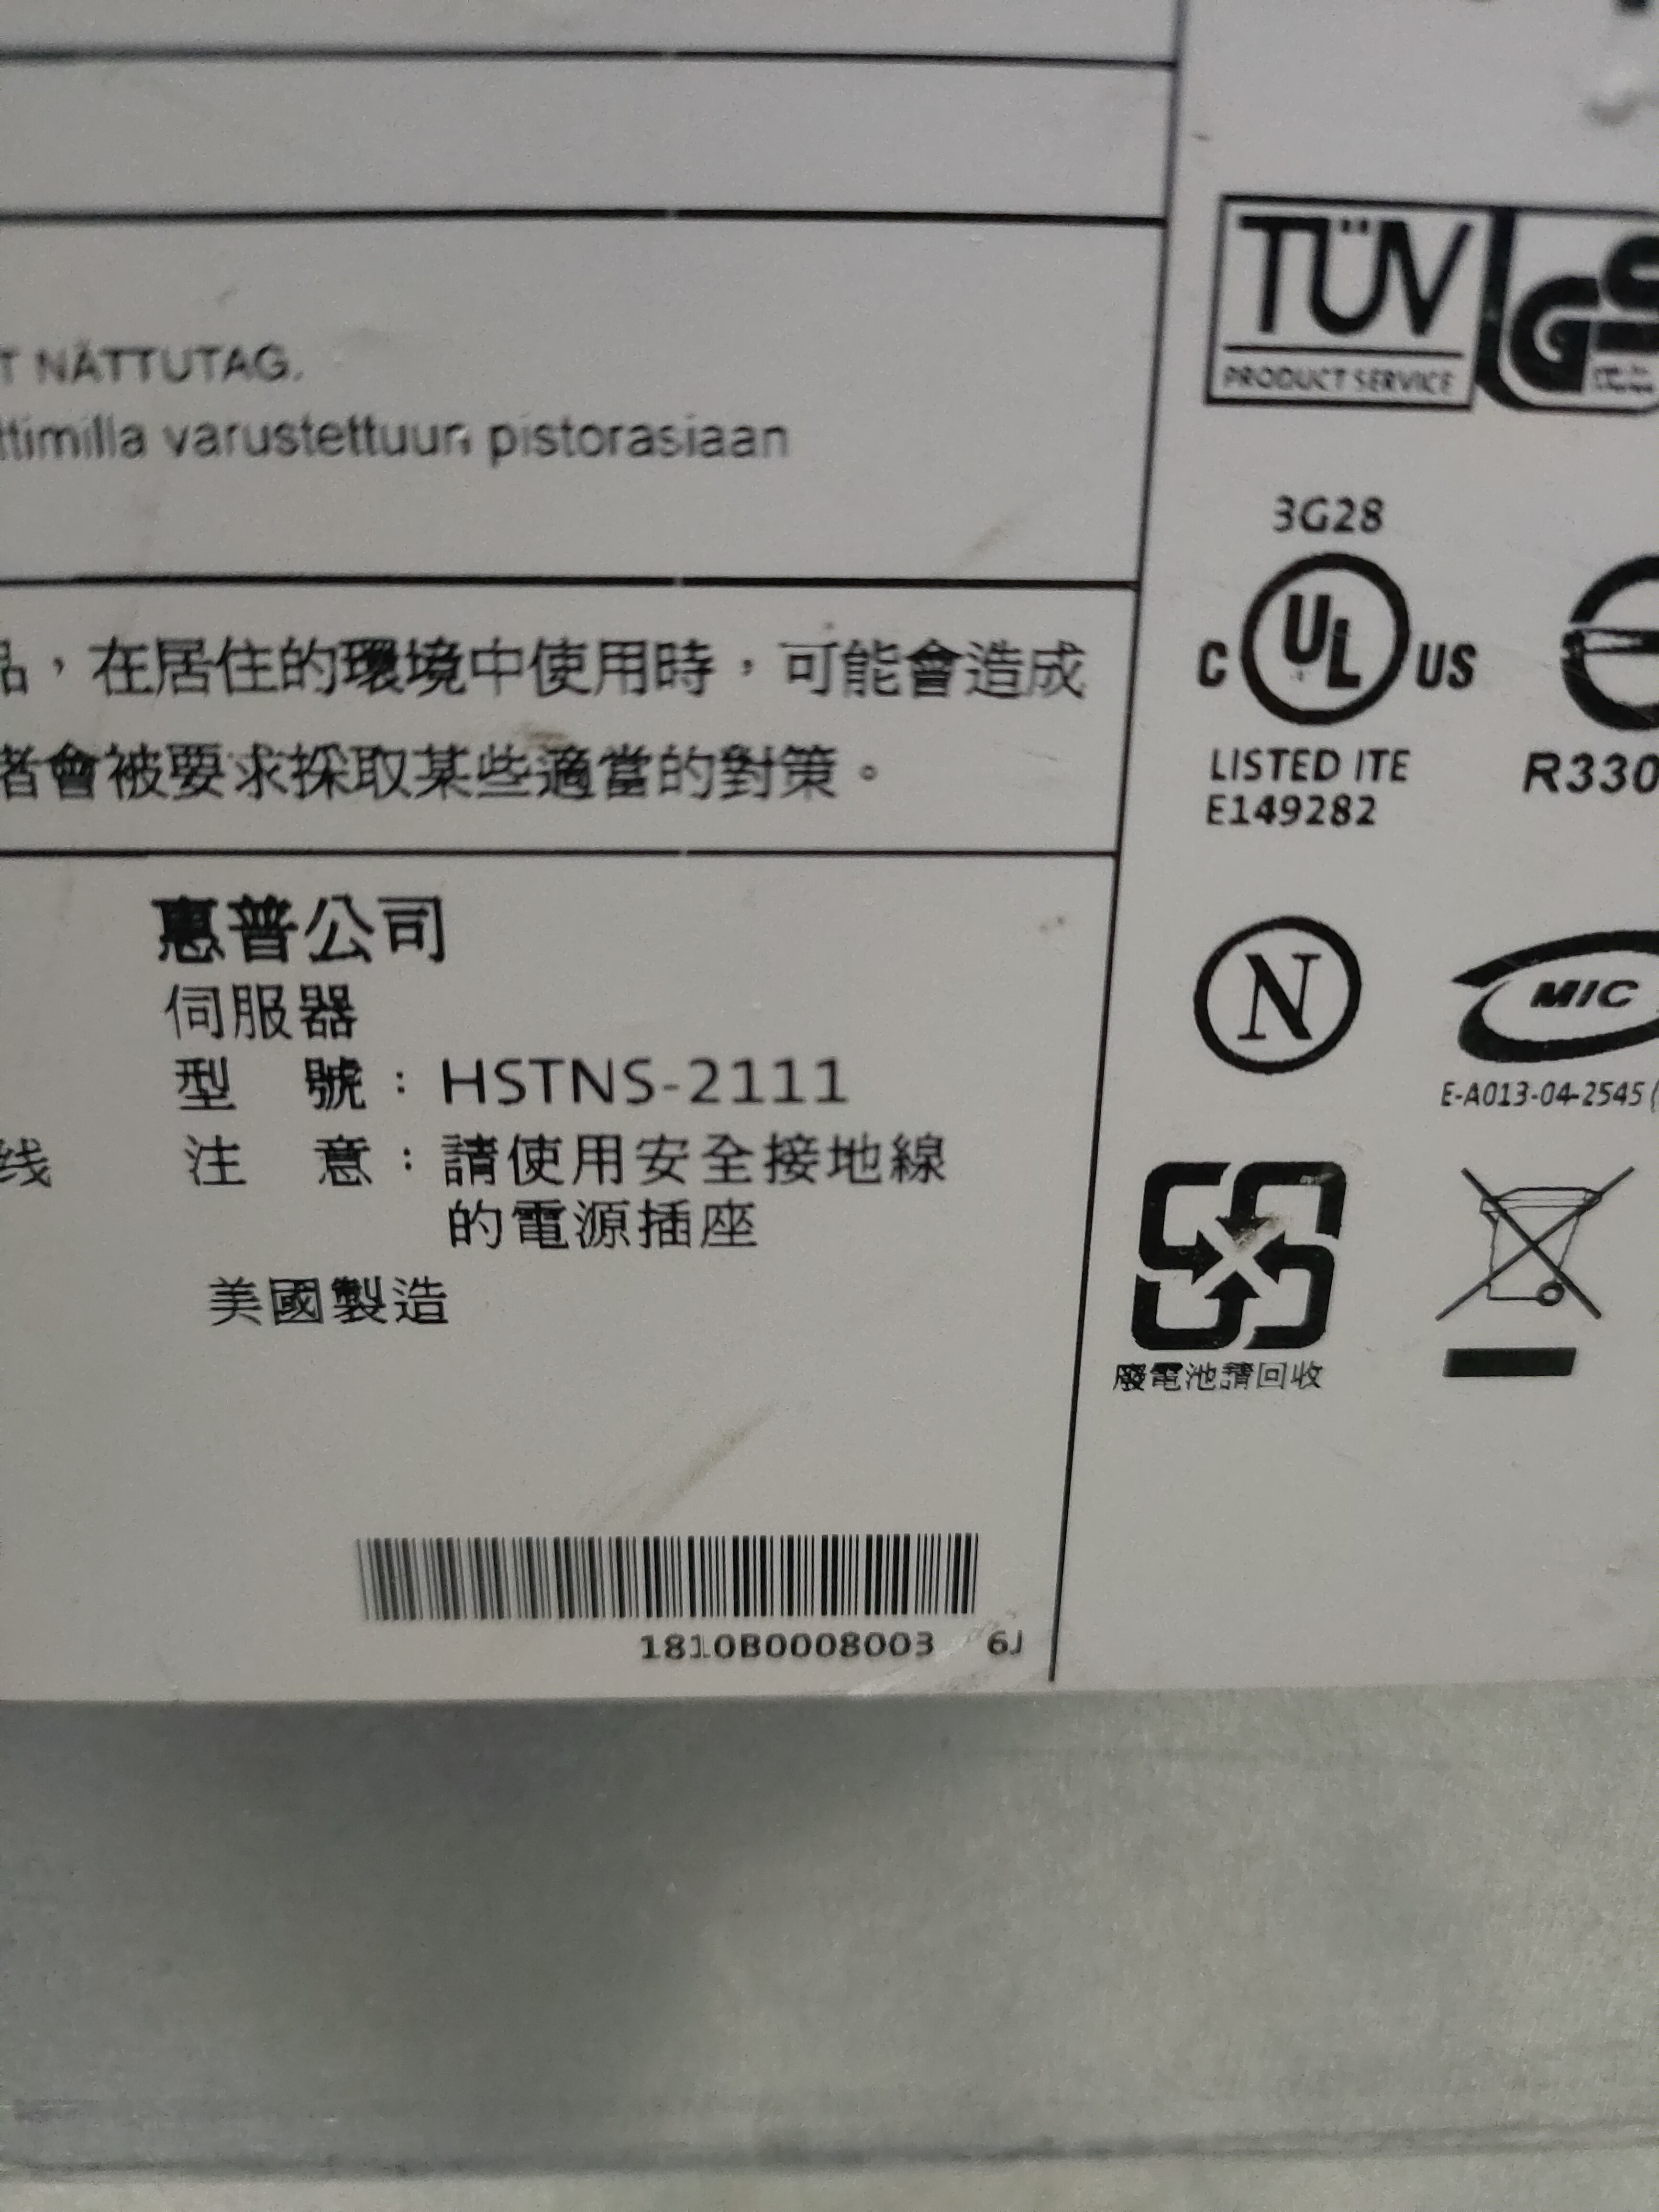 T NÄTTUTAG.
ttimilla varustettuun pistorasiaan
品，在居住的環境中使用時，可能會造成
者會被要求採取某些適當的對策。
线
惠普公司
伺服器
型 號：HSTNS-2111
注 意：請使用安全接地線
的電源插座
美國製造
1810B0008003 6J
TÜV
PRODUCT SERVICE
GS
3G28
C UL US
LISTED ITE
E149282
R330
N
MIC
E-A013-04-2545 (
廢電池請回收